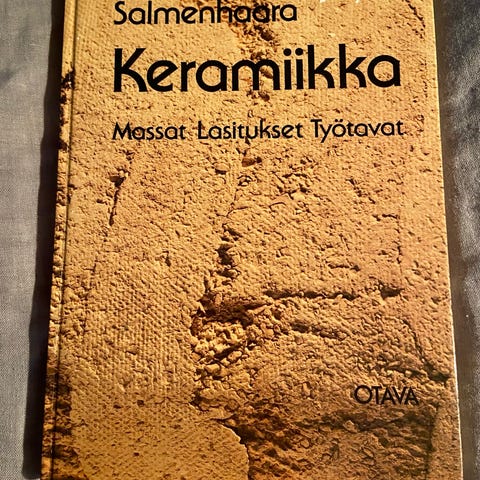 Salmenhaara
Keramiikka
Massat Lasitukset Työtavat
OTAVA